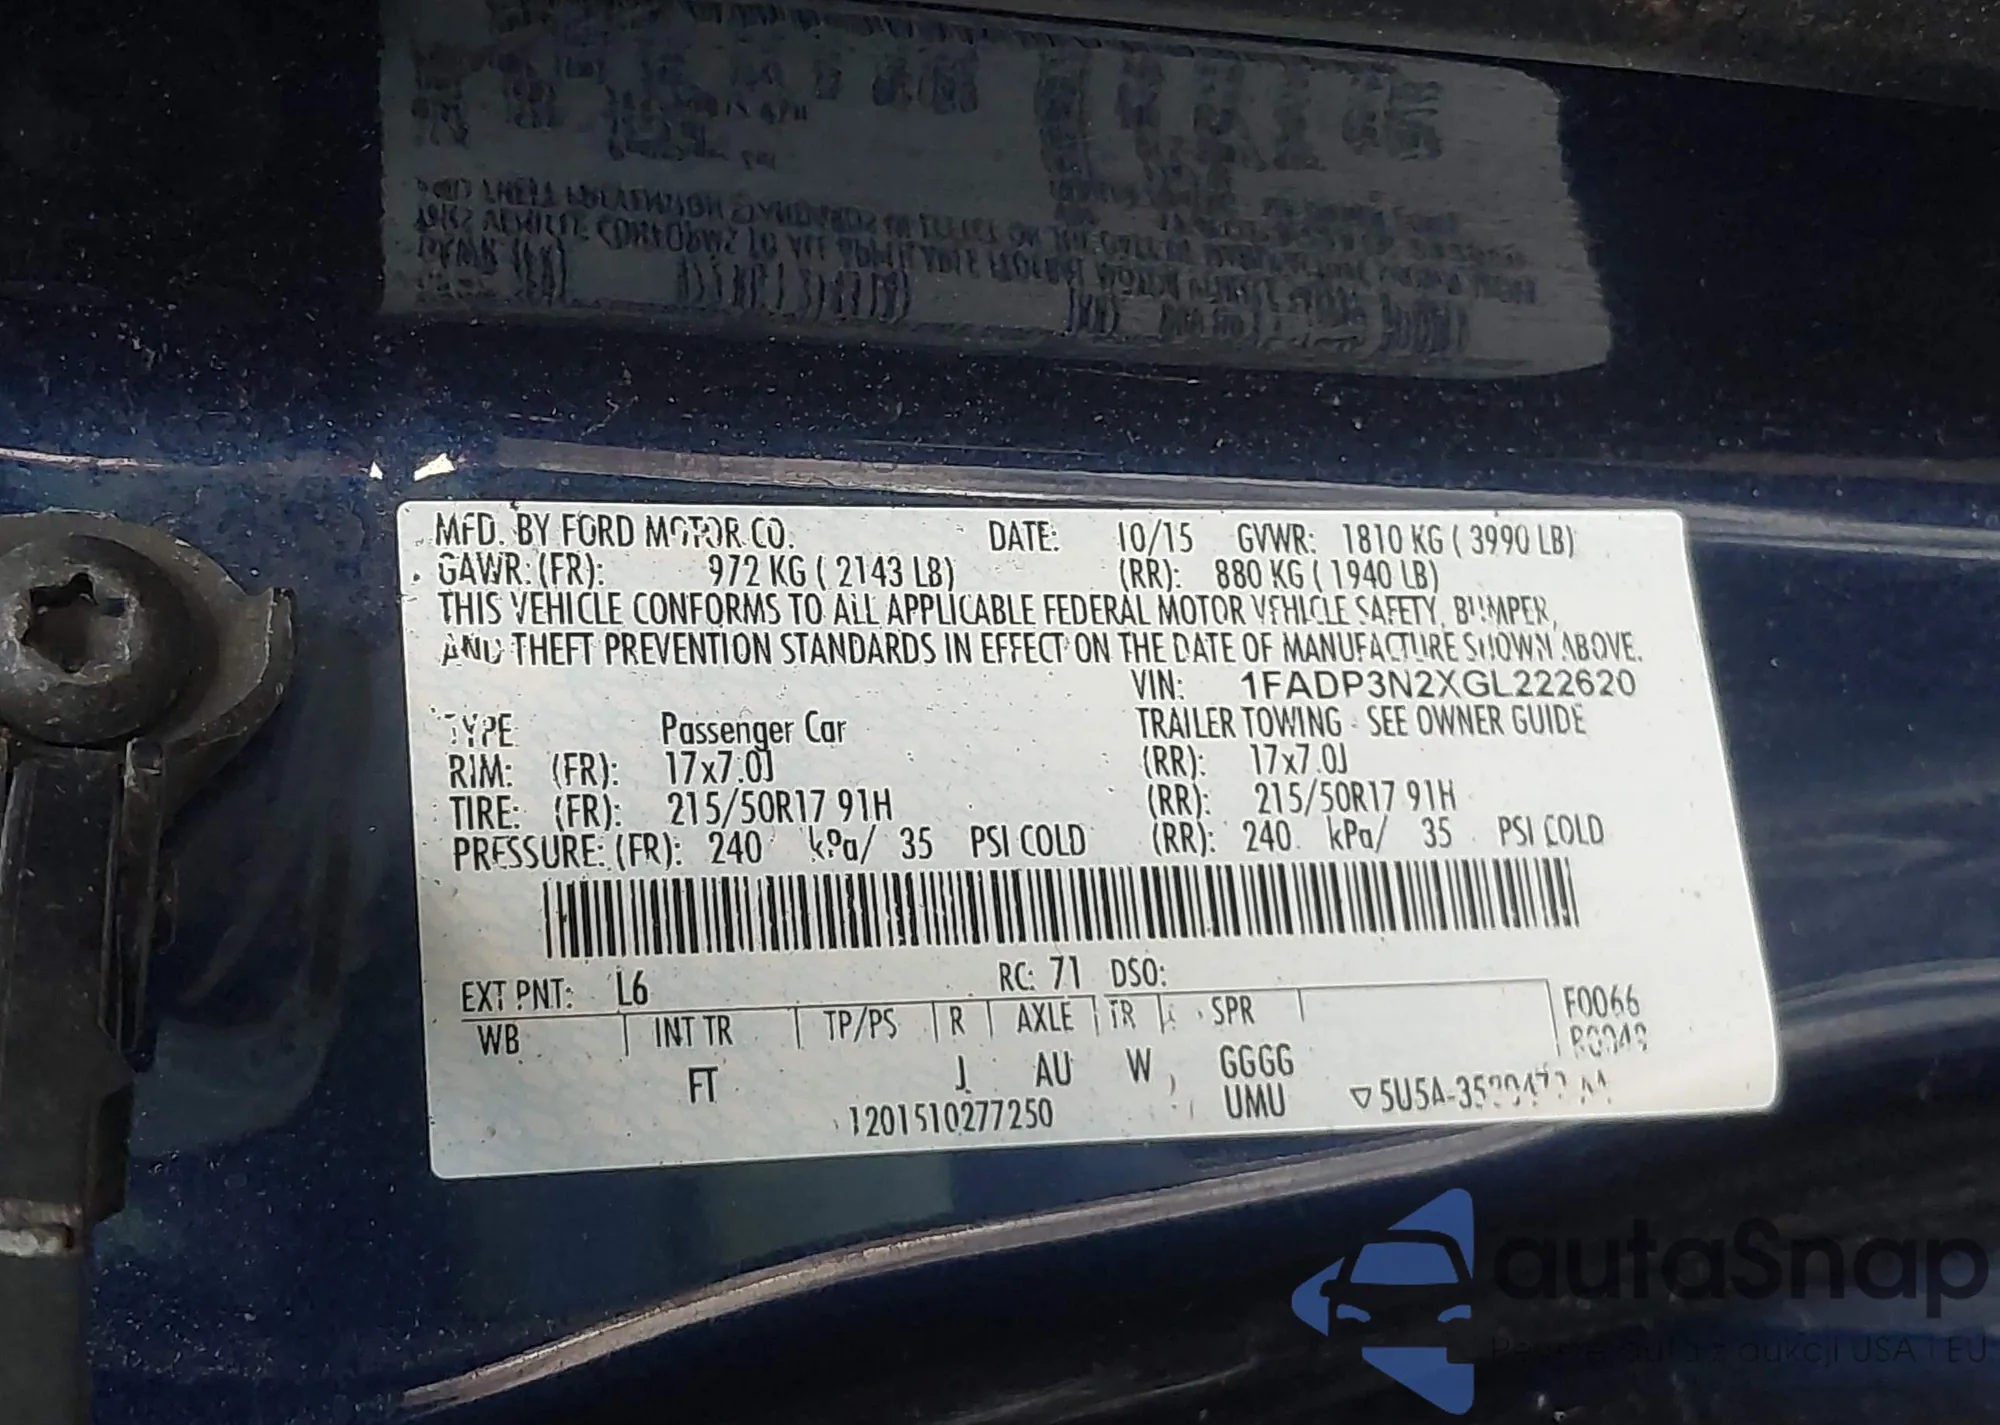 MFD. BY FORD MOTOR CO. DATE: 10/15 GVWR: 1810 KG ( 3990 LB)
GAWR: (FR): 972 KG ( 2143 LB) (RR): 880 KG ( 1940 LB)
THIS VEHICLE CONFORMS TO ALL APPLICABLE FEDERAL MOTOR VEHICLE SAFETY, BUMPER,
AND THEFT PREVENTION STANDARDS IN EFFECT ON THE DATE OF MANUFACTURE SHOWN ABOVE.
VIN: 1FADP3N2XGL222620
TYPE: Passenger Car TRAILER TOWING - SEE OWNER GUIDE
RIM: (FR): 17x7.0J (RR): 17x7.0J
TIRE: (FR): 215/50R17 91H (RR): 215/50R17 91H
PRESSURE: (FR): 240 kPa/ 35 PSI COLD (RR): 240 kPa/ 35 PSI COLD
EXT PNT: L6 RC: 71 DSO:
WB INT TR TP/PS R AXLE TR SPR F0066
FT J AU W GGGG
1201510277250 UMU
autaSnap
aukcji USA i EU